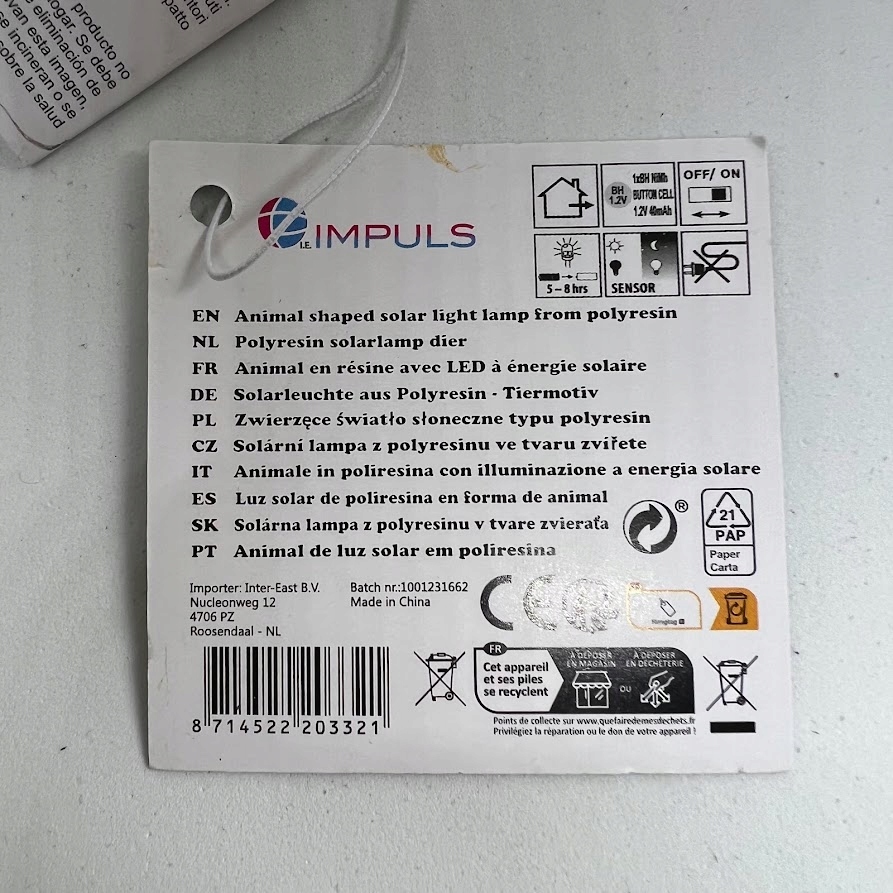 producto no
ogar. Se debe
e eliminación de
van esta imagen,
se incineran o se
obre la salud
I.E. IMPULS
BH
1.2V
1xBH NiMh
BUTTON CELL
1.2V 40mAh
OFF/ ON
5 - 8 hrs
SENSOR
EN Animal shaped solar light lamp from polyresin
NL Polyresin solarlamp dier
FR Animal en résine avec LED à énergie solaire
DE Solarleuchte aus Polyresin - Tiermotiv
PL Zwierzęce światło słoneczne typu polyresin
CZ Solární lampa z polyresinu ve tvaru zvířete
IT Animale in poliresina con illuminazione a energia solare
ES Luz solar de poliresina en forma de animal
SK Solárna lampa z polyresinu v tvare zvieraťa
PT Animal de luz solar em poliresina
®
21
PAP
Paper
Carta
Importer: Inter-East B.V.
Nucleonweg 12
4706 PZ
Roosendaal - NL
Batch nr.:1001231662
Made in China
CE
8 714522 203321
FR
Cet appareil
et ses piles
se recyclent
À DÉPOSER
EN MAGASIN
OU
À DÉPOSER
EN DÉCHÈTERIE
Points de collecte sur www.quefairedemesdechets.fr
Privilégiez la réparation ou le don de votre appareil !